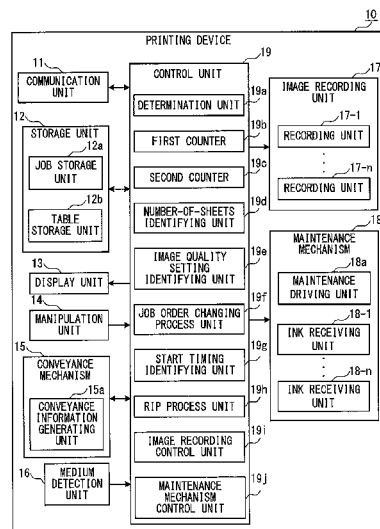 10
PRINTING DEVICE
11
COMMUNICATION
UNIT
12
STORAGE UNIT
12a
JOB STORAGE
UNIT
12b
TABLE STORAGE
UNIT
13
DISPLAY UNIT
14
MANIPULATION
UNIT
15
CONVEYANCE
MECHANISM
15a
CONVEYANCE
INFORMATION
GENERATING
UNIT
16
MEDIUM
DETECTION
UNIT
19
CONTROL UNIT
19a
DETERMINATION UNIT
19b
FIRST COUNTER
19c
SECOND COUNTER
19d
NUMBER-OF-SHEETS
IDENTIFYING UNIT
19e
IMAGE QUALITY
SETTING
IDENTIFYING UNIT
19f
JOB ORDER CHANGING
PROCESS UNIT
19g
START TIMING
IDENTIFYING UNIT
19h
RIP PROCESS UNIT
19i
IMAGE RECORDING
CONTROL UNIT
19j
MAINTENANCE
MECHANISM
CONTROL UNIT
17
IMAGE RECORDING
UNIT
17-1
RECORDING UNIT
17-n
RECORDING UNIT
18
MAINTENANCE
MECHANISM
18a
MAINTENANCE
DRIVING UNIT
18-1
INK RECEIVING
UNIT
18-n
INK RECEIVING
UNIT